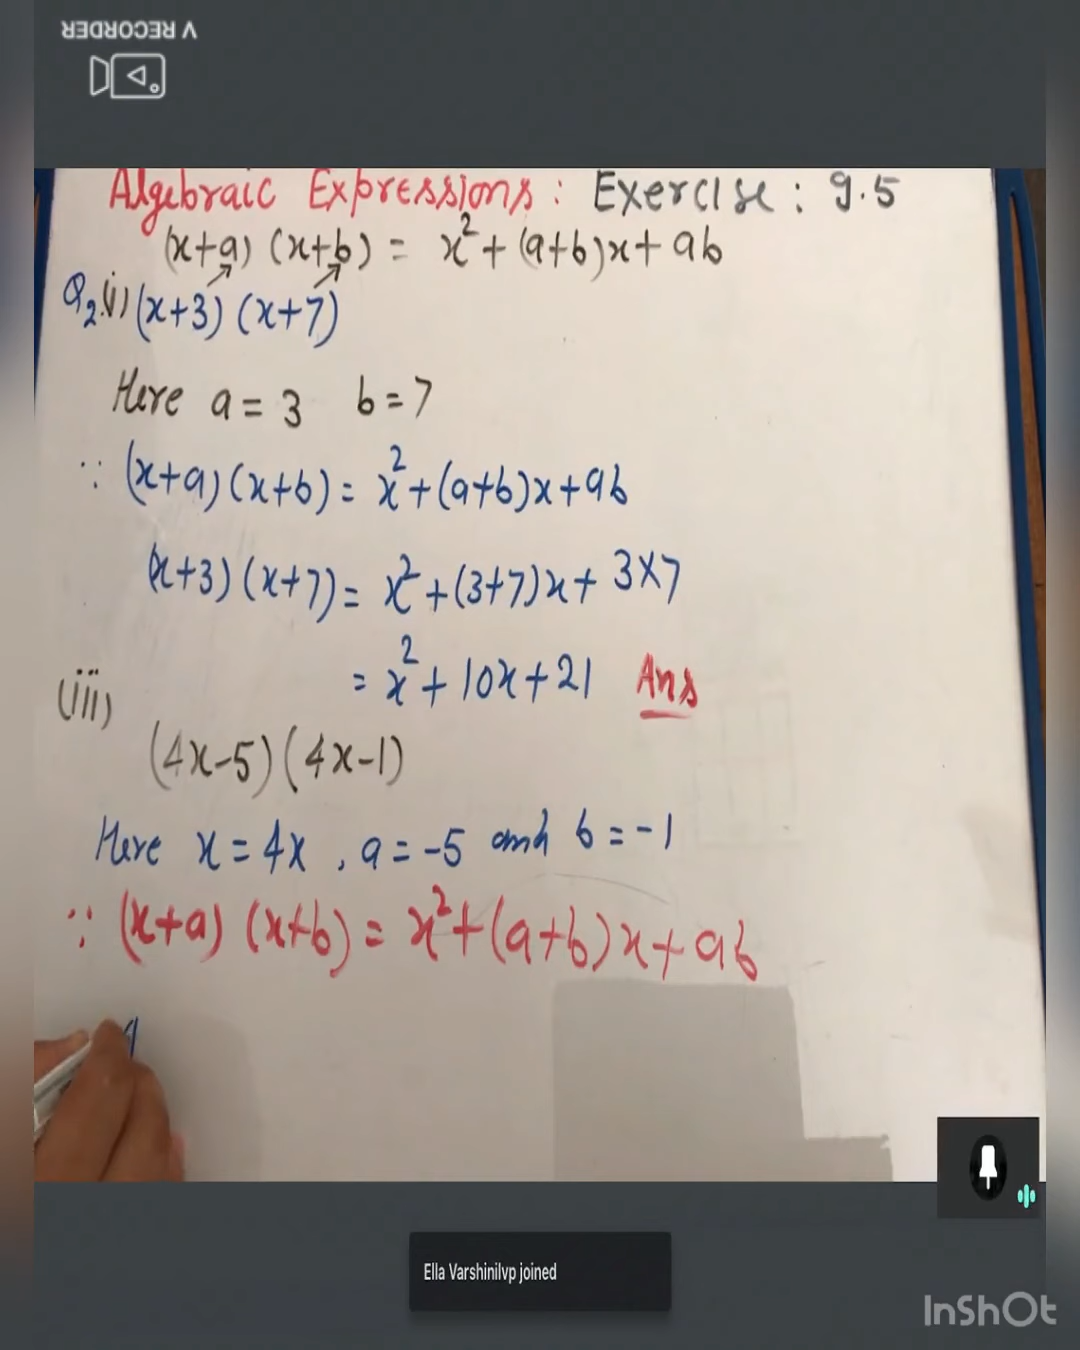 V RECORDER
Algebraic Expressions : Exercise : 9.5
(x+a) (x+b) = x² + (a+b)x + ab
Q2.(i) (x+3) (x+7)
Here a = 3 b = 7
∵ (x+a) (x+b) = x² + (a+b)x + ab
(x+3) (x+7) = x² + (3+7)x + 3×7
= x² + 10x + 21 Ans
(iii)
(4x-5) (4x-1)
Here x = 4x , a = -5 and b = -1
∵ (x+a) (x+b) = x² + (a+b)x + ab
4
Ella Varshinilvp joined
InShOt